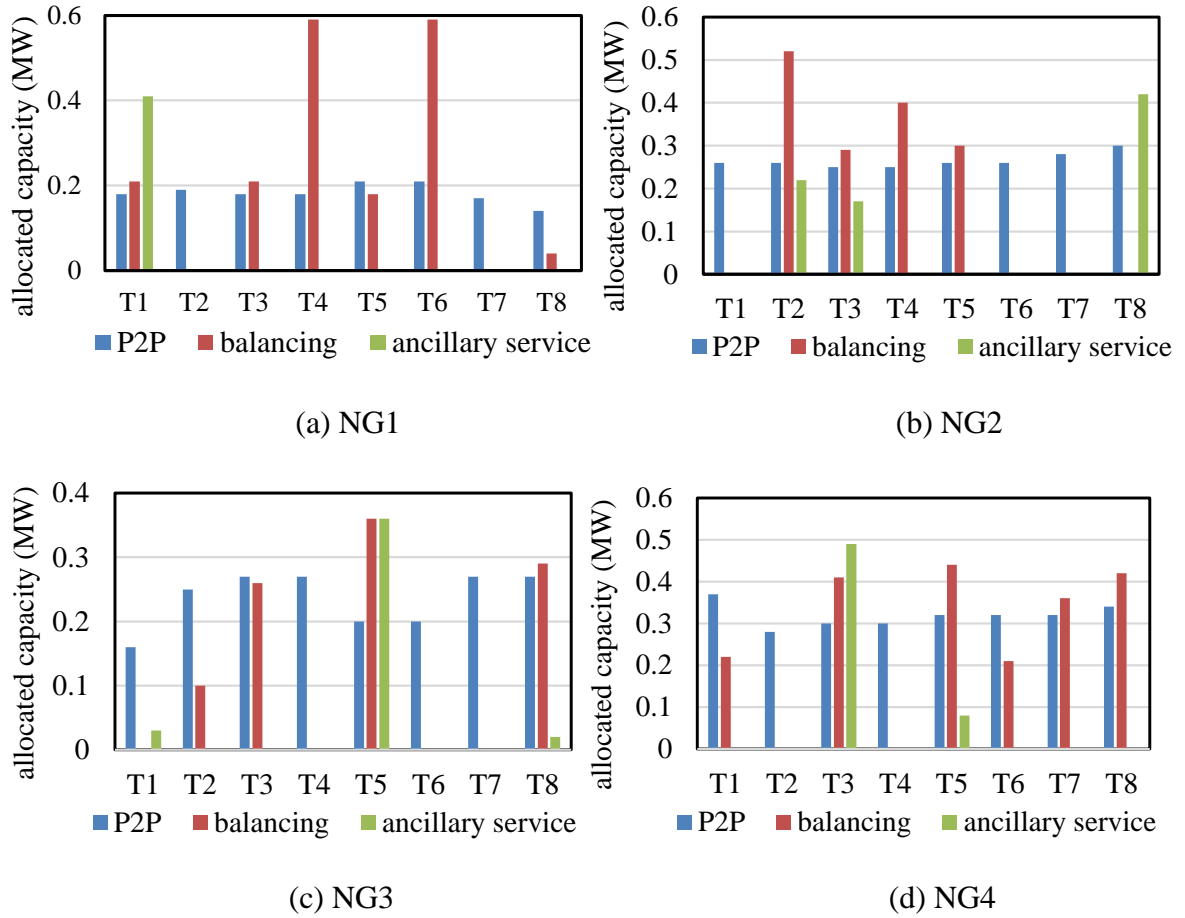 allocated capacity (MW)
0.6
0.4
0.2
0
T1 T2 T3 T4 T5 T6 T7 T8
P2P balancing ancillary service
(a) NG1
allocated capacity (MW)
0.6
0.5
0.4
0.3
0.2
0.1
0
T1 T2 T3 T4 T5 T6 T7 T8
P2P balancing ancillary service
(b) NG2
allocated capacity (MW)
0.4
0.3
0.2
0.1
0
T1 T2 T3 T4 T5 T6 T7 T8
P2P balancing ancillary service
(c) NG3
allocated capacity (MW)
0.6
0.5
0.4
0.3
0.2
0.1
0
T1 T2 T3 T4 T5 T6 T7 T8
P2P balancing ancillary service
(d) NG4